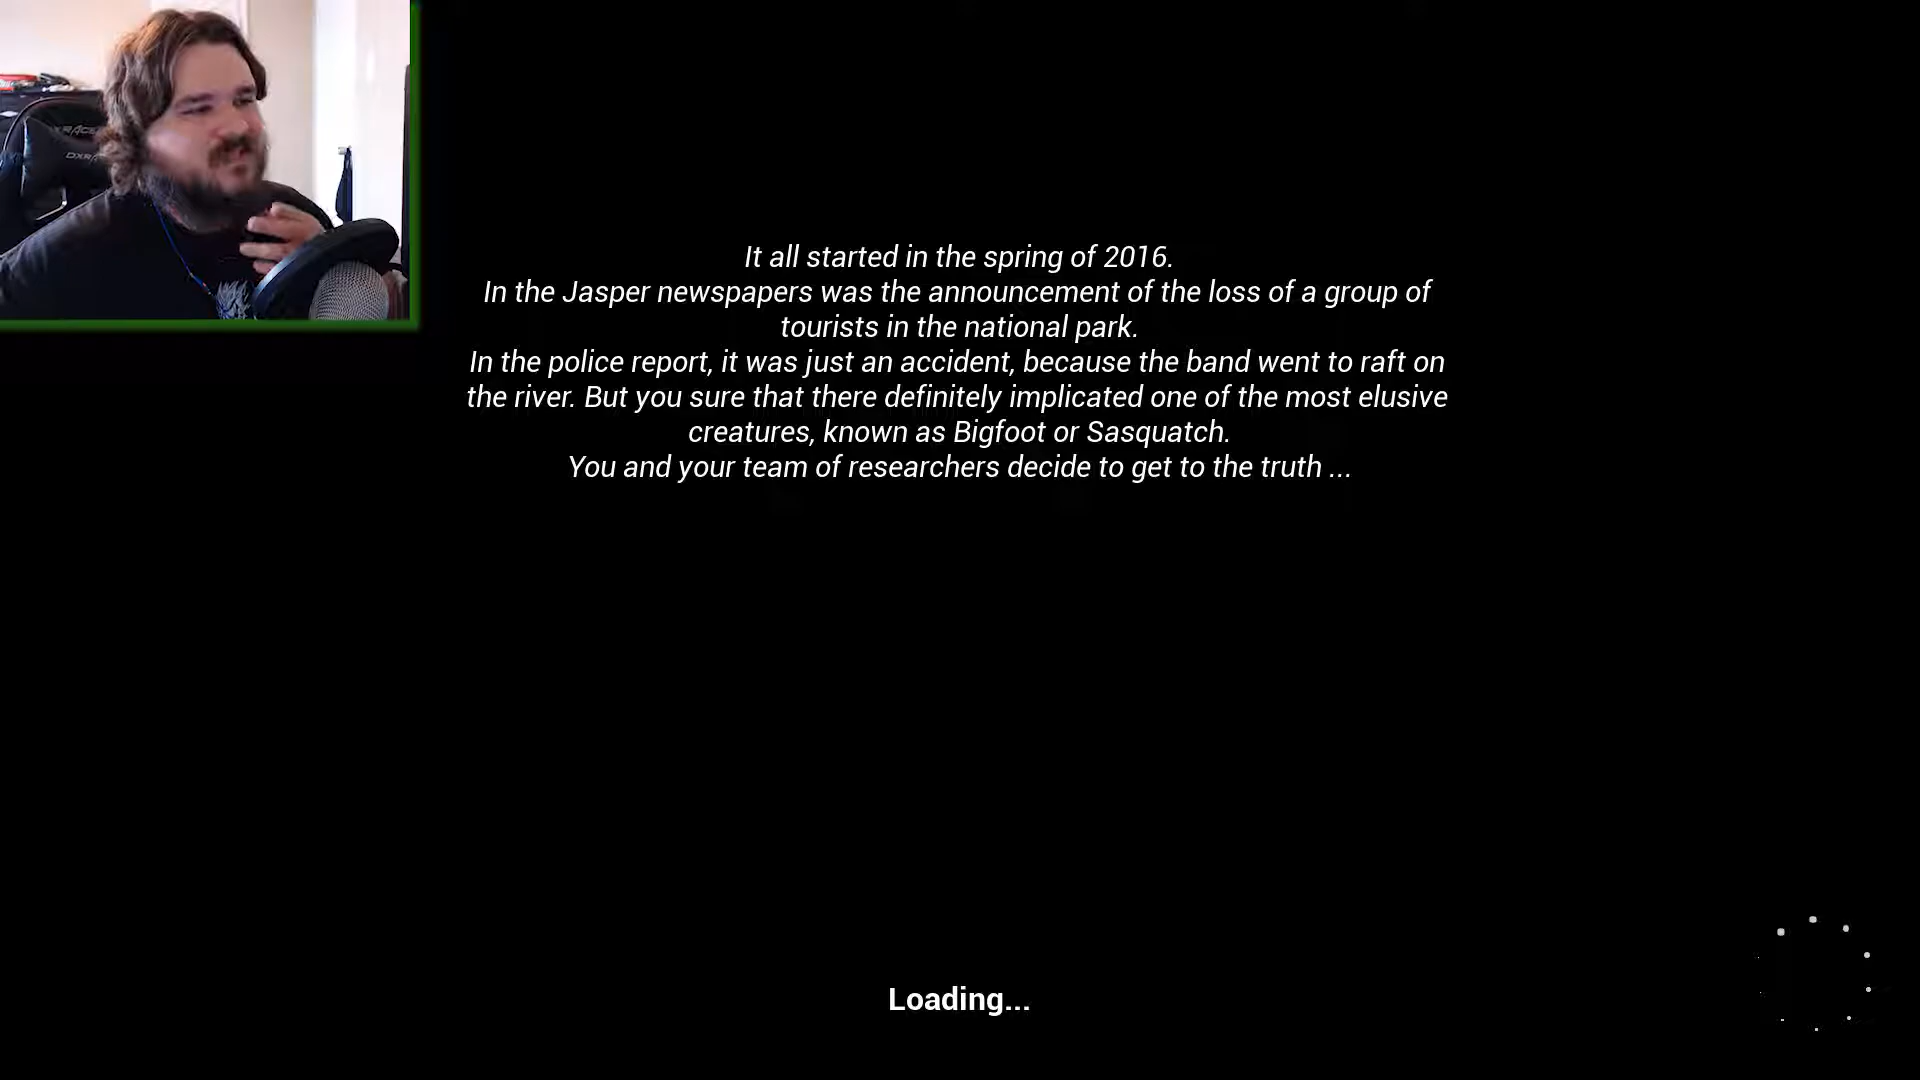 It all started in the spring of 2016.
In the Jasper newspapers was the announcement of the loss of a group of
tourists in the national park.
In the police report, it was just an accident, because the band went to raft on
the river. But you sure that there definitely implicated one of the most elusive
creatures, known as Bigfoot or Sasquatch.
You and your team of researchers decide to get to the truth ...
Loading...